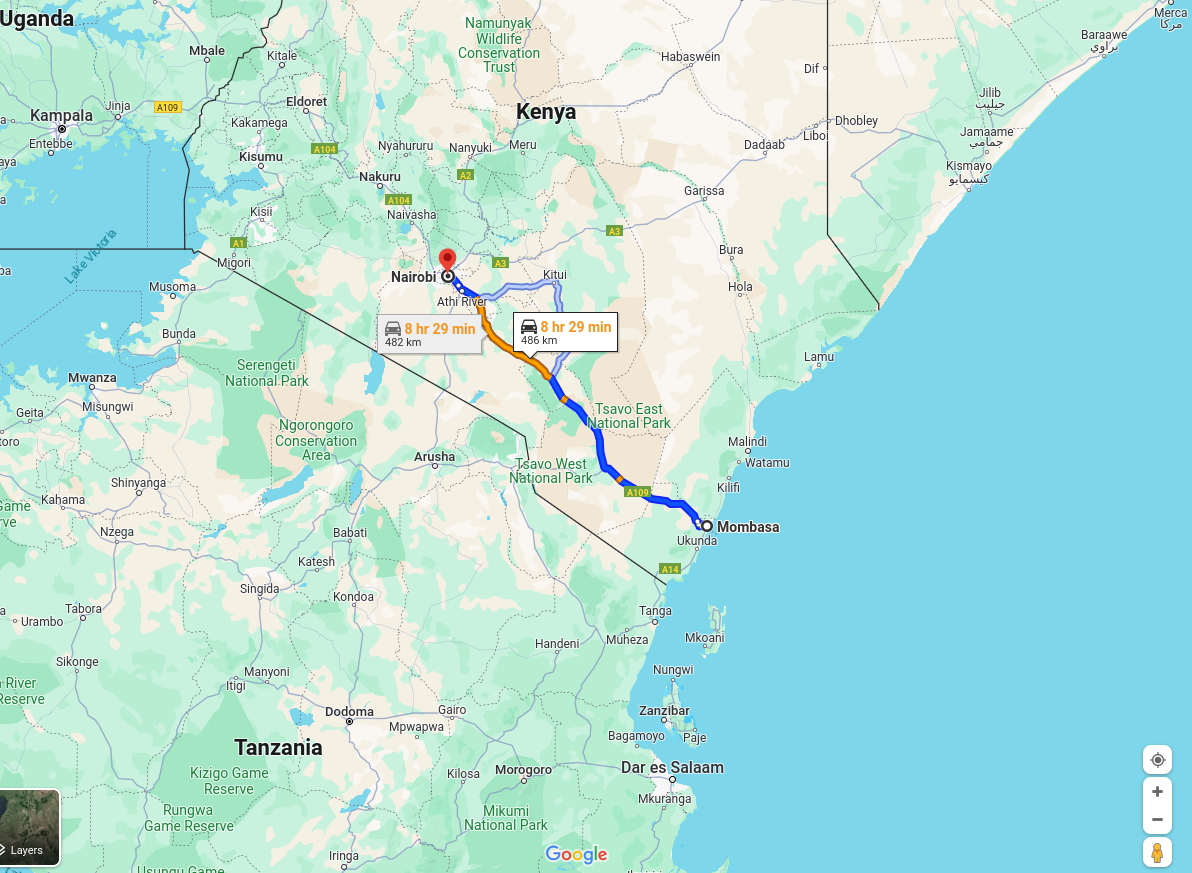 Uganda
Namunyak
Wildlife
Conservation
Trust
Merca
مركة
Baraawe
براوي
Mbale
Kitale
Habaswein
Dif
Jilib
جيليب
Eldoret
Jinja
A109
Kampala
Kenya
Kakamega
Dhobley
Liboi
Jamaame
جمامي
Entebbe
Kisumu
A104
Nyahururu
Nanyuki
Meru
Dadaab
Kismayo
كيسمايو
Nakuru
A2
Garissa
A104
Naivasha
Kisii
A3
A1
Lake Victoria
Migori
A3
Bura
Nairobi
Kitui
Musoma
Athi River
Hola
8 hr 29 min
482 km
8 hr 29 min
486 km
Bunda
Lamu
Serengeti
National Park
Mwanza
Misungwi
Geita
Tsavo East
National Park
Ngorongoro
Conservation
Area
Malindi
Arusha
Tsavo West
National Park
Watamu
Shinyanga
A109
Kilifi
Kahama
Nzega
Babati
Mombasa
Ukunda
Katesh
A14
Singida
Kondoa
Tabora
Urambo
Tanga
Mkoani
Muheza
Handeni
Sikonge
Manyoni
Itigi
Nungwi
River
Reserve
Dodoma
Gairo
Zanzibar
Mpwapwa
Bagamoyo
Paje
Tanzania
Kizigo Game
Reserve
Kilosa
Morogoro
Dar es Salaam
Mkuranga
Rungwa
Game Reserve
Mikumi
National Park
Layers
Iringa
Google
Usungu Game